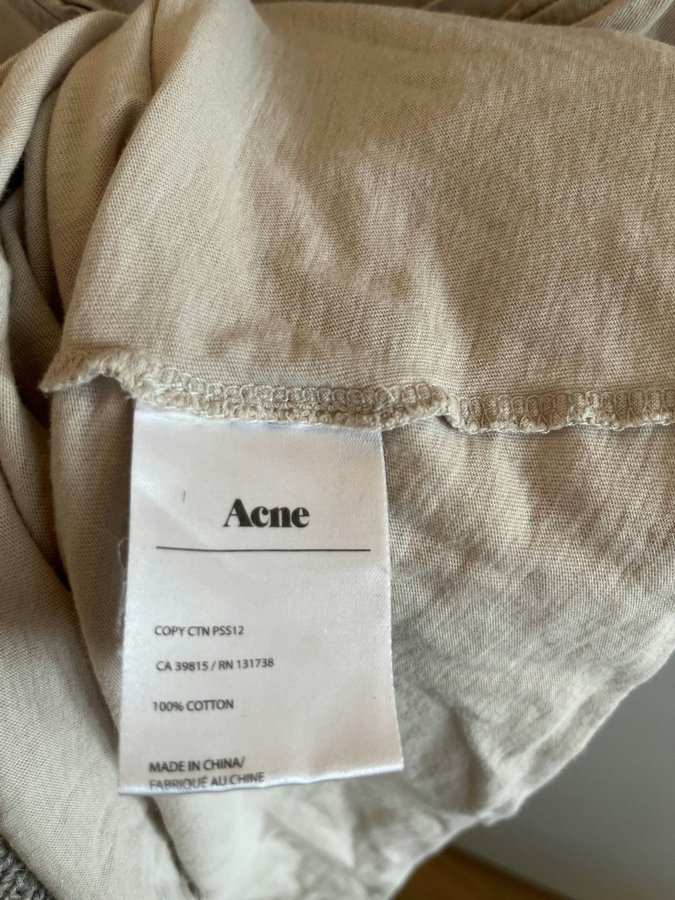 Acne
COPY CTN PSS12
CA 39815 / RN 131738
100% COTTON
MADE IN CHINA/
FABRIQUÉ AU CHINE